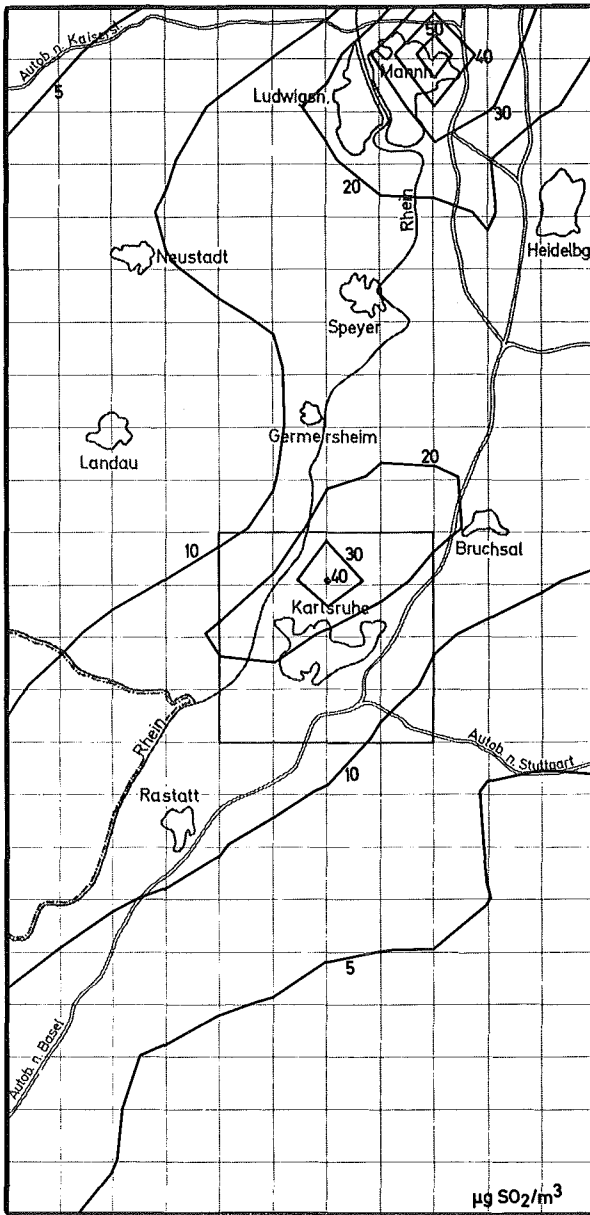 Autob. n. Kaisersl.
5
50
40
Mannh.
Ludwigsh.
30
20
Rhein
Heidelbg
Neustadt
Speyer
Germersheim
Landau
20
10
Bruchsal
30
40
Karlsruhe
Rhein
Autob. n. Stuttgart
10
Rastatt
5
Autob. n. Basel
µg SO₂/m³